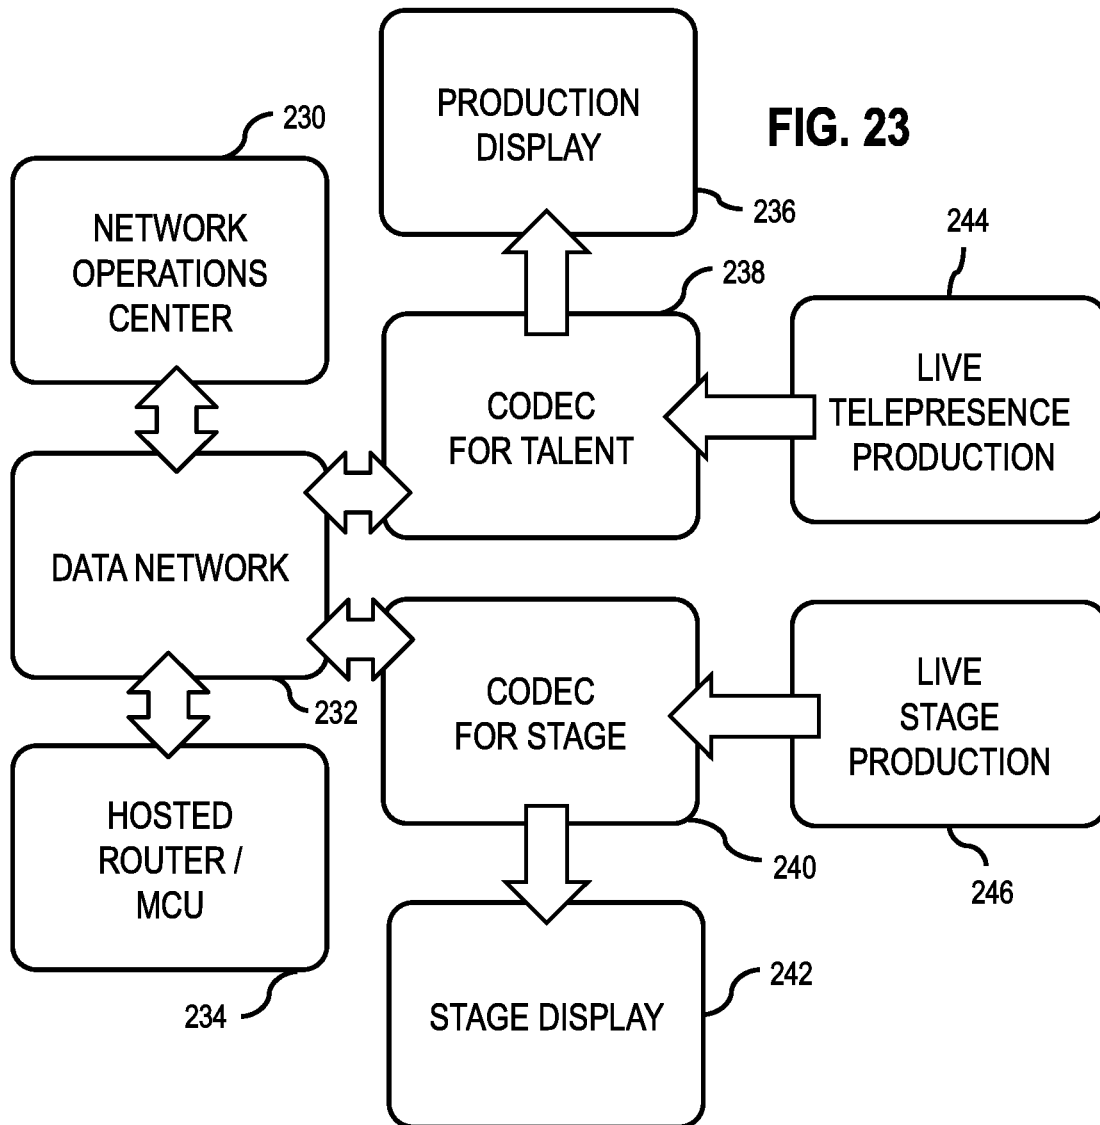 PRODUCTION
DISPLAY
FIG. 23
230
236
NETWORK
OPERATIONS
CENTER
238
244
CODEC
FOR TALENT
LIVE
TELEPRESENCE
PRODUCTION
DATA NETWORK
232
CODEC
FOR STAGE
LIVE
STAGE
PRODUCTION
HOSTED
ROUTER /
MCU
240
246
234
STAGE DISPLAY
242